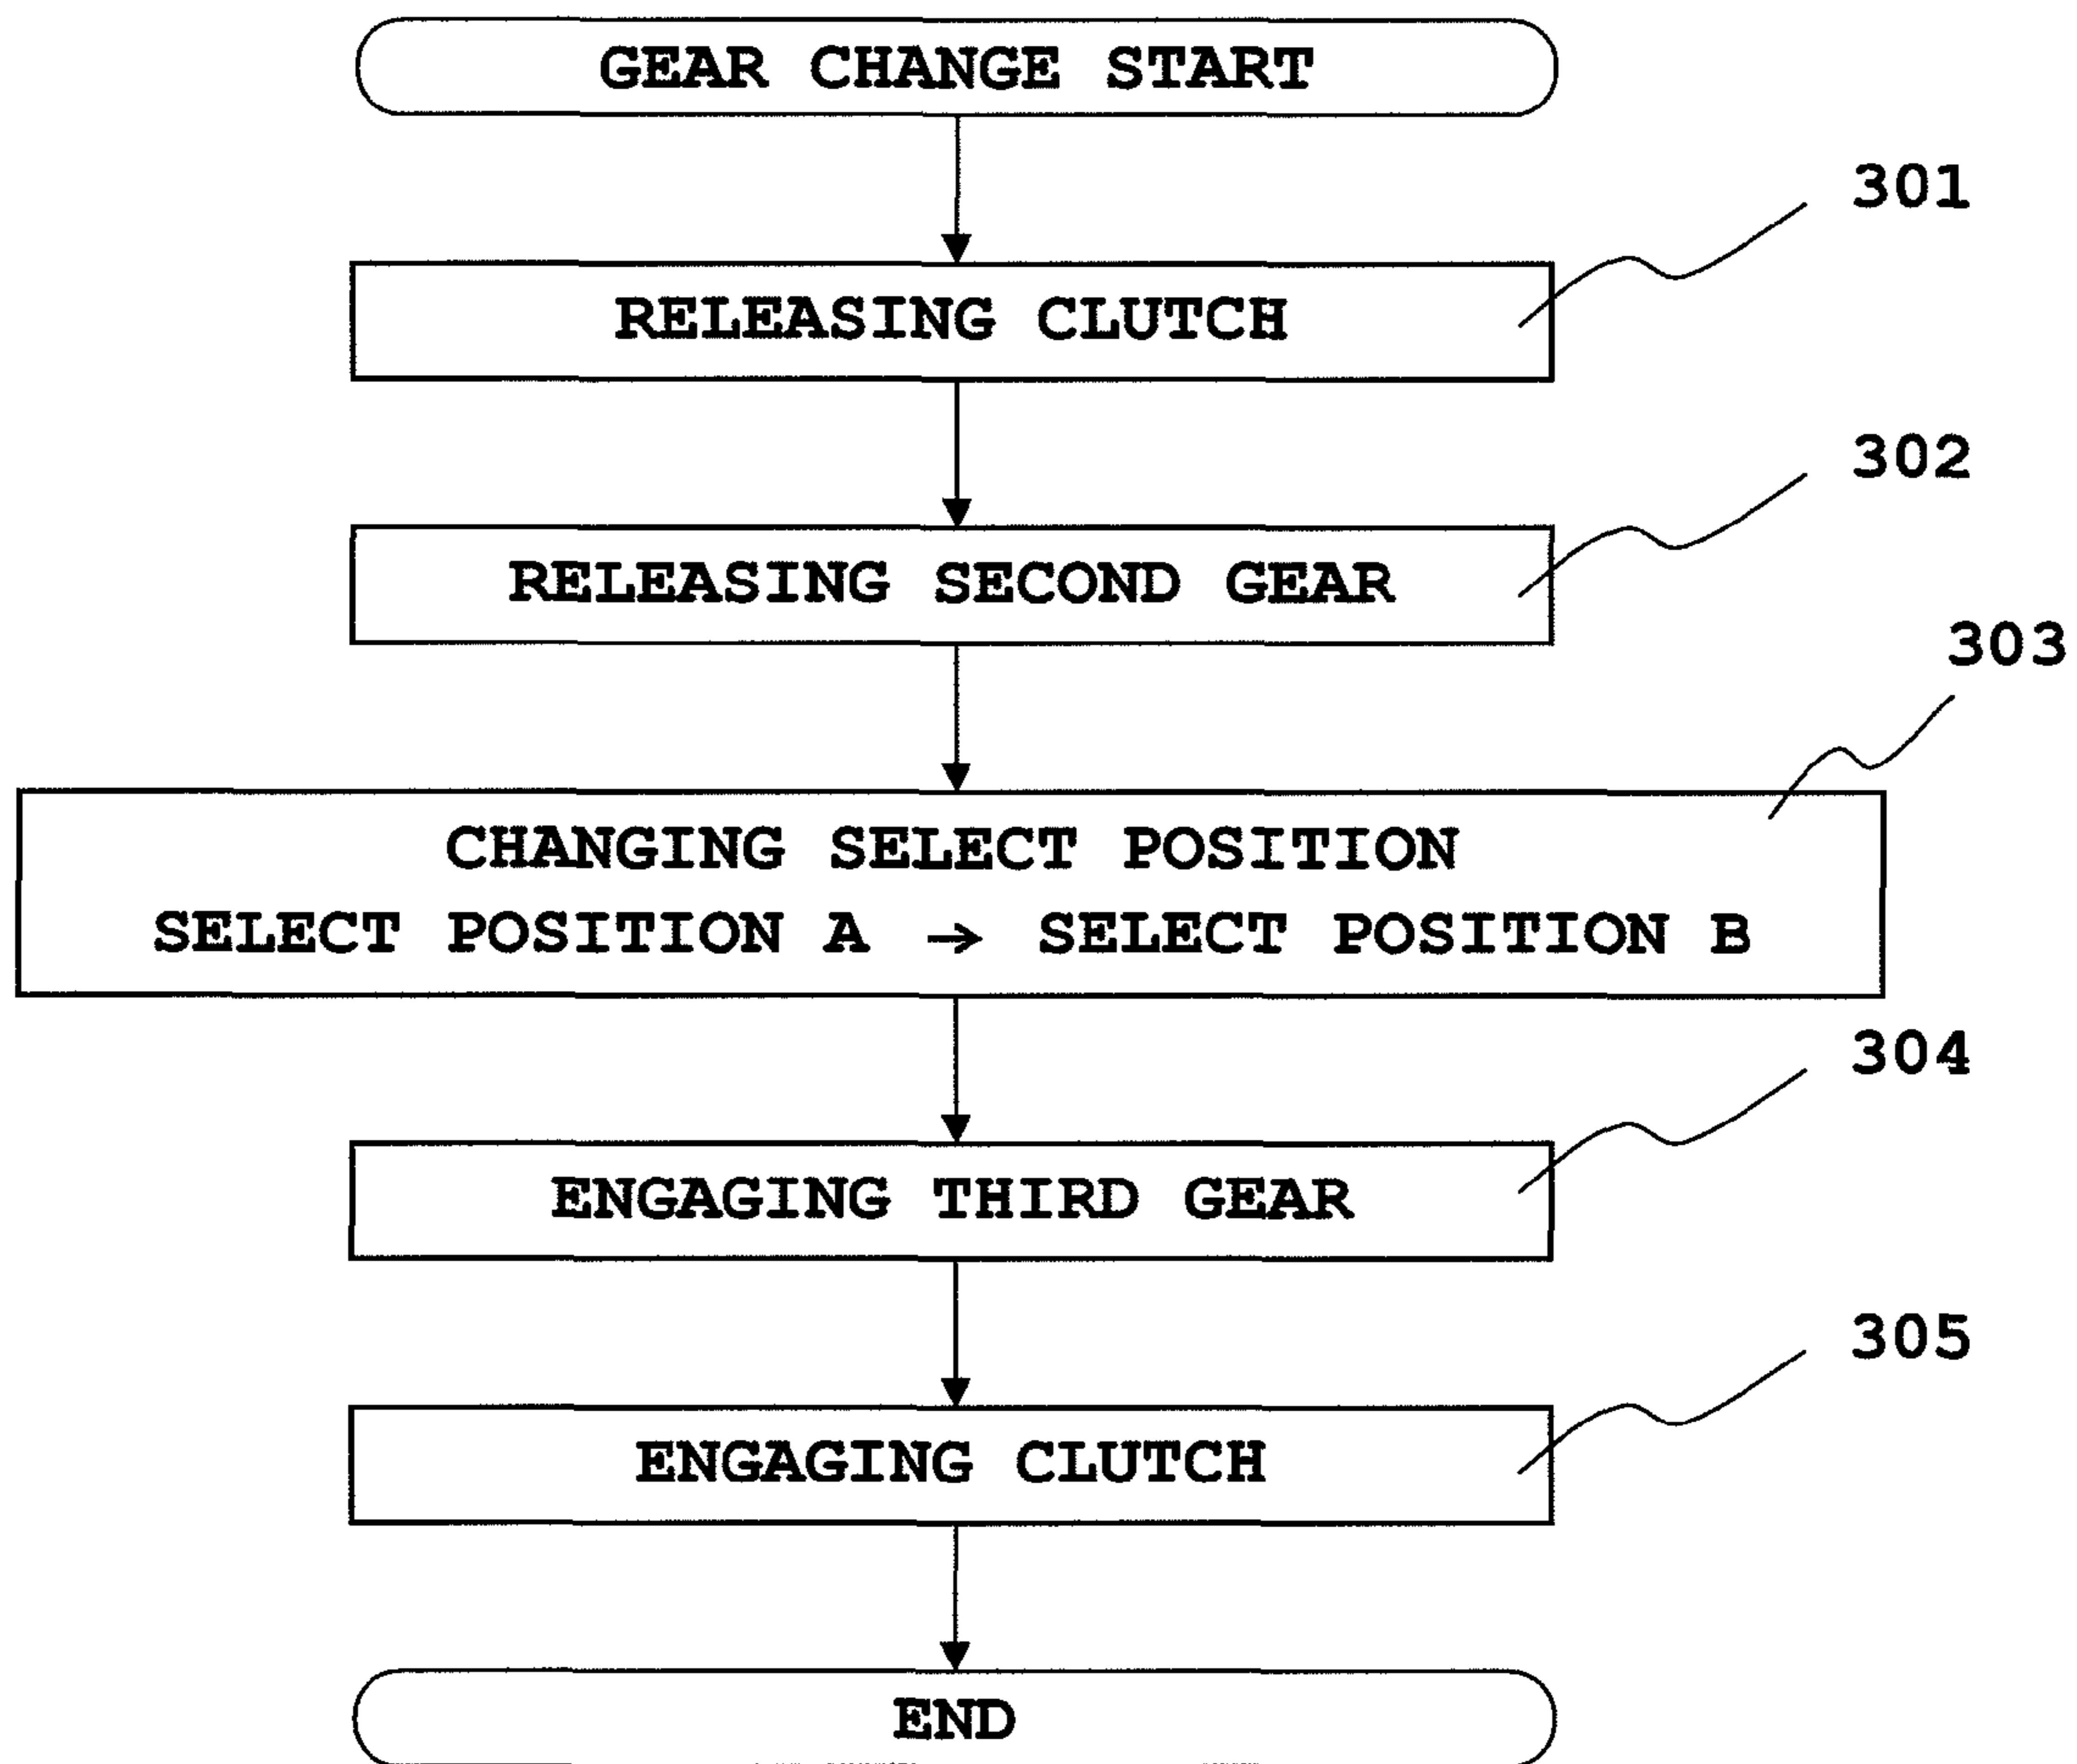 GEAR CHANGE START
301
RELEASING CLUTCH
302
RELEASING SECOND GEAR
303
CHANGING SELECT POSITION
SELECT POSITION A → SELECT POSITION B
304
ENGAGING THIRD GEAR
305
ENGAGING CLUTCH
END